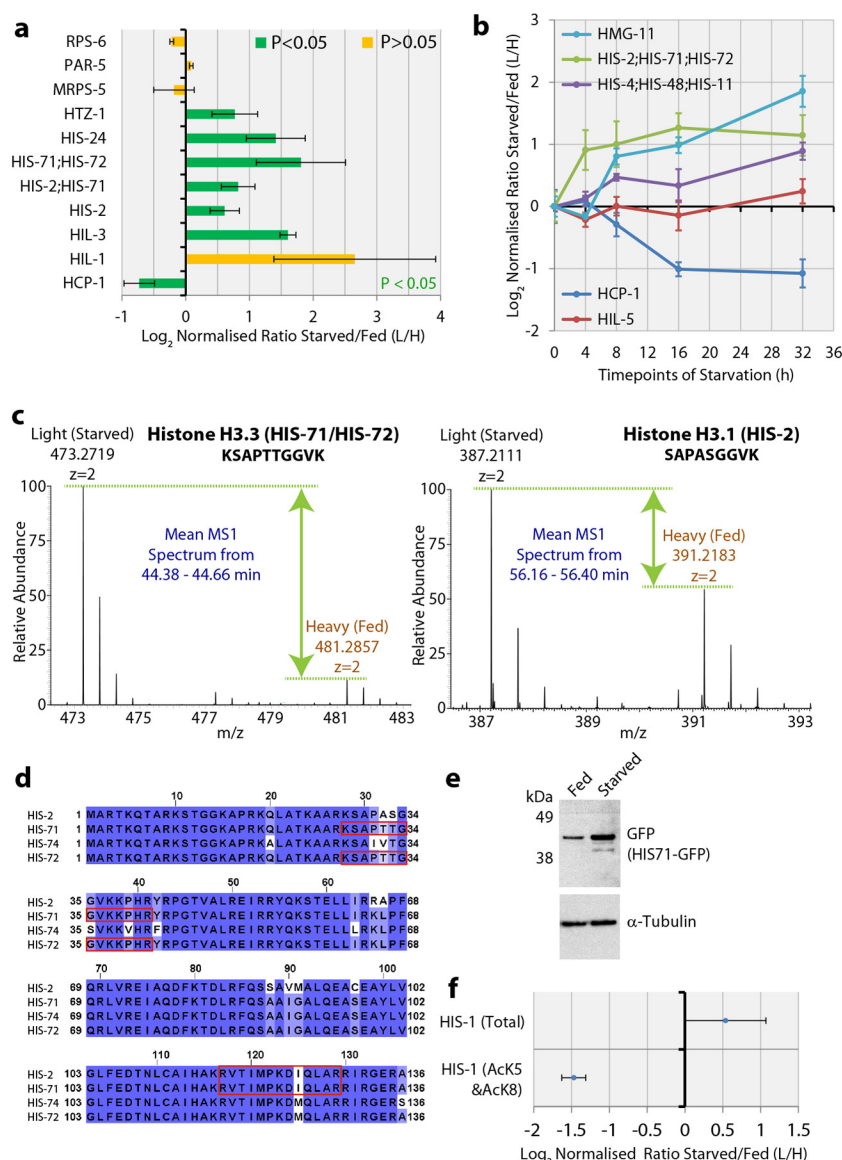 a
P<0.05 P>0.05
RPS-6
PAR-5
MRPS-5
HTZ-1
HIS-24
HIS-71;HIS-72
HIS-2;HIS-71
HIS-2
HIL-3
HIL-1
HCP-1
P < 0.05
-1 0 1 2 3 4
Log2 Normalised Ratio Starved/Fed (L/H)
b
Log2 Normalised Ratio Starved/Fed (L/H)
3
2
1
0
-1
-2
HMG-11
HIS-2;HIS-71;HIS-72
HIS-4;HIS-48;HIS-11
HCP-1
HIL-5
0 4 8 12 16 20 24 28 32 36
Timepoints of Starvation (h)
c
Light (Starved)
473.2719
z=2
Histone H3.3 (HIS-71/HIS-72)
KSAPTTGGVK
Relative Abundance
100
75
50
25
0
Mean MS1
Spectrum from
44.38 - 44.66 min
Heavy (Fed)
481.2857
z=2
473 475 477 479 481 483
m/z
Light (Starved)
387.2111
z=2
Histone H3.1 (HIS-2)
SAPASGGVK
Relative Abundance
100
75
50
25
0
Mean MS1
Spectrum from
56.16 - 56.40 min
Heavy (Fed)
391.2183
z=2
387 389 391 393
m/z
d
10 20 30
HIS-2 1 MARTKQTARKSTGGKAPRKQLATKAARKSAPASG 34
HIS-71 1 MARTKQTARKSTGGKAPRKQLATKAARKSAPTTG 34
HIS-74 1 MARTKQTARKSTGGKAPRKALATKAARKSAIVTG 34
HIS-72 1 MARTKQTARKSTGGKAPRKQLATKAARKSAPTTG 34
40 50 60
HIS-2 35 GVKKPHRYRPGTVALREIRRYQKSTELLIRRAPF 68
HIS-71 35 GVKKPHRYRPGTVALREIRRYQKSTELLIRKLPF 68
HIS-74 35 SVKKVHRFRPGTVALREIRRYQKSTELLLRKLPF 68
HIS-72 35 GVKKPHRYRPGTVALREIRRYQKSTELLIRKLPF 68
70 80 90 100
HIS-2 69 QRLVREIAQDFKTDLRFQSSAVMALQEACEAYLV 102
HIS-71 69 QRLVREIAQDFKTDLRFQSAAIGALQEASEAYLV 102
HIS-74 69 QRLVREIAQDFKTDLRFQSAAIGALQEASEAYLV 102
HIS-72 69 QRLVREIAQDFKTDLRFQSAAIGALQEASEAYLV 102
110 120 130
HIS-2 103 GLFEDTNLCAIHAKRVTIMPKDIQLARRIRGERA 136
HIS-71 103 GLFEDTNLCAIHAKRVTIMPKDIQLARRIRGERA 136
HIS-74 103 GLFEDTNLCAIHAKRVTIMPKDMQLARRIRGERS 136
HIS-72 103 GLFEDTNLCAIHAKRVTIMPKDMQLARRIRGERA 136
e
Fed Starved
kDa
49
38
GFP
(HIS71-GFP)
α-Tubulin
f
HIS-1 (Total)
HIS-1 (AcK5
&AcK8)
-2 -1.5 -1 -0.5 0 0.5 1 1.5
Log2 Normalised Ratio Starved/Fed (L/H)